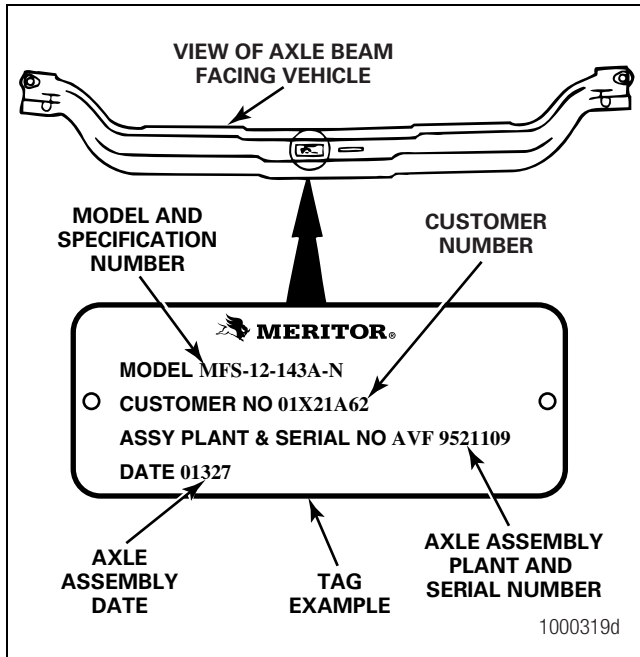 VIEW OF AXLE BEAM
FACING VEHICLE
MODEL AND
SPECIFICATION
NUMBER
CUSTOMER
NUMBER
MERITOR®
MODEL MFS-12-143A-N
CUSTOMER NO 01X21A62
ASSY PLANT & SERIAL NO AVF 9521109
DATE 01327
AXLE
ASSEMBLY
DATE
TAG
EXAMPLE
AXLE ASSEMBLY
PLANT AND
SERIAL NUMBER
1000319d